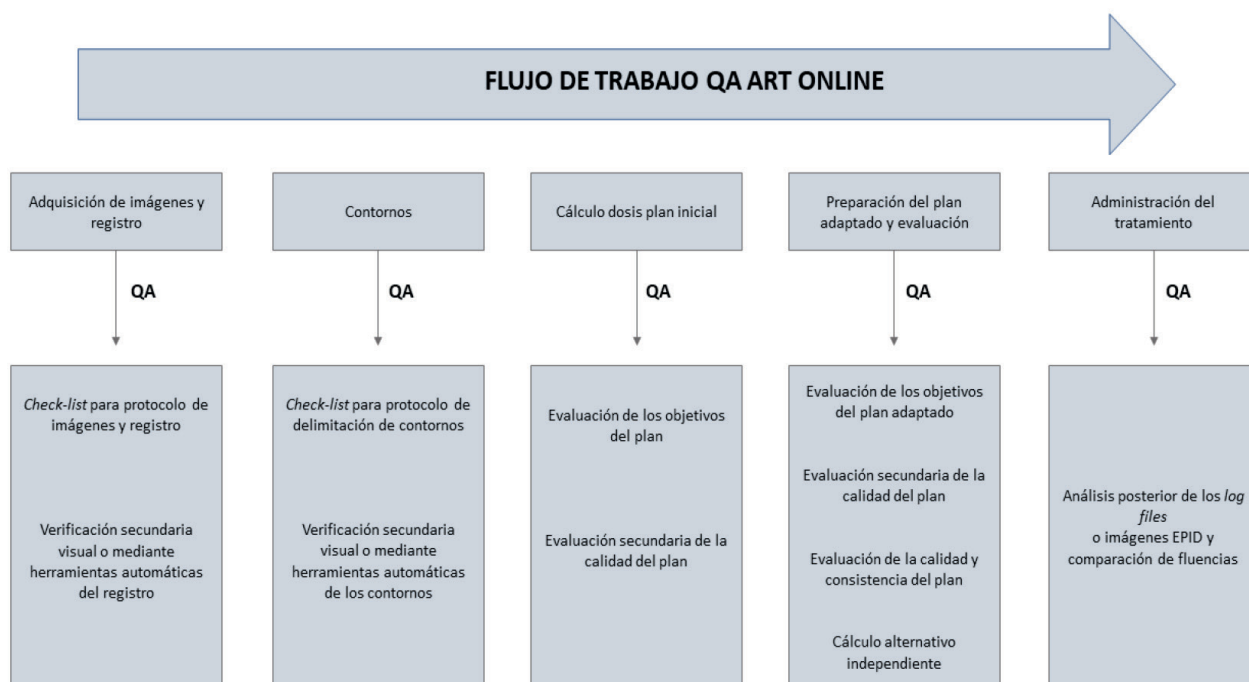 FLUJO DE TRABAJO QA ART ONLINE
Adquisición de imágenes y
registro
QA
Check-list para protocolo de
imágenes y registro
Verificación secundaria
visual o mediante
herramientas automáticas
del registro
Contornos
QA
Check-list para protocolo de
delimitación de contornos
Verificación secundaria
visual o mediante
herramientas automáticas
de los contornos
Cálculo dosis plan inicial
QA
Evaluación de los objetivos
del plan
Evaluación secundaria de la
calidad del plan
Preparación del plan
adaptado y evaluación
QA
Evaluación de los objetivos
del plan adaptado
Evaluación secundaria de la
calidad del plan
Evaluación de la calidad y
consistencia del plan
Cálculo alternativo
independiente
Administración del
tratamiento
QA
Análisis posterior de los log
files
o imágenes EPID y
comparación de fluencias